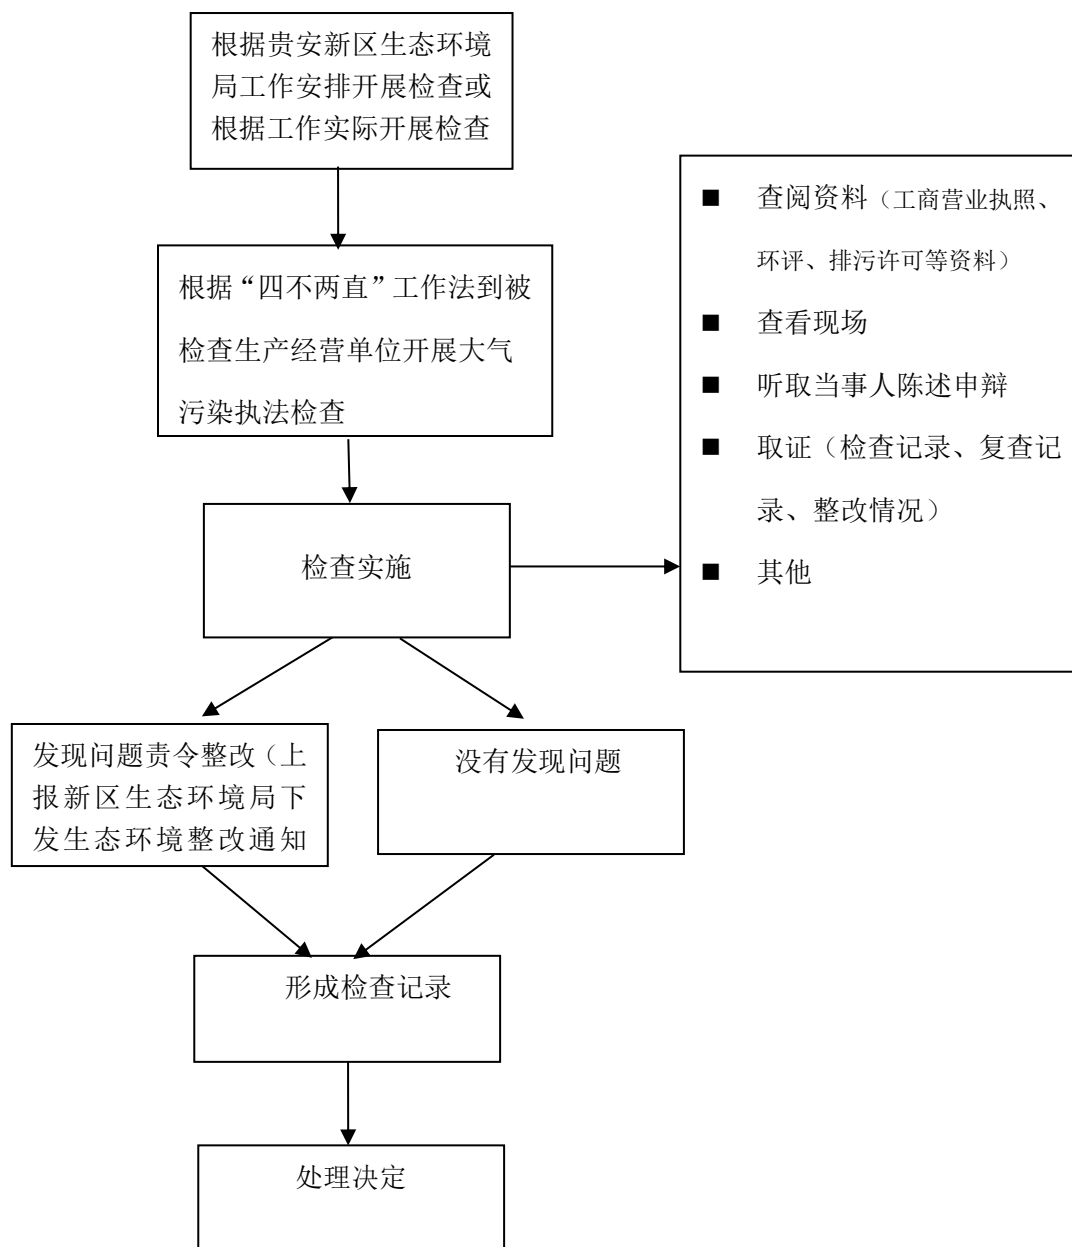 根据贵安新区生态环境
局工作安排开展检查或
根据工作实际开展检查
根据“四不两直”工作法到被
检查生产经营单位开展大气
污染执法检查
检查实施
■ 查阅资料（工商营业执照、
环评、排污许可等资料）
■ 查看现场
■ 听取当事人陈述申辩
■ 取证（检查记录、复查记
录、整改情况）
■ 其他
发现问题责令整改（上
报新区生态环境局下
发生态环境整改通知
没有发现问题
形成检查记录
处理决定